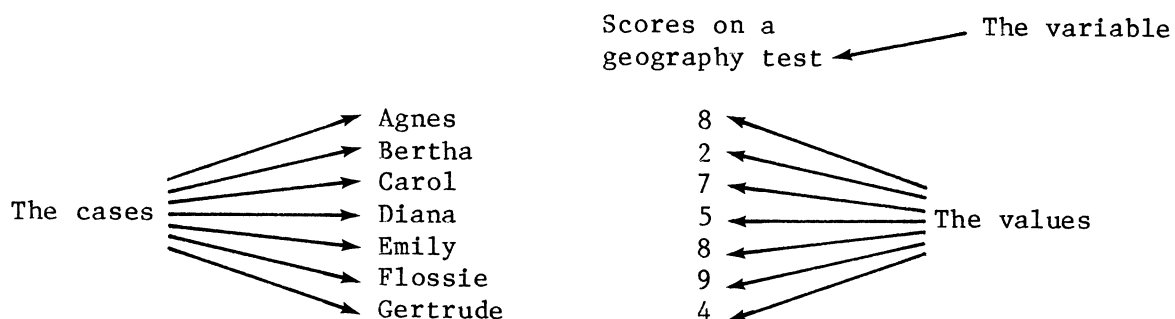 Scores on a The variable
geography test
Agnes 8
Bertha 2
Carol 7
The cases Diana 5 The values
Emily 8
Flossie 9
Gertrude 4